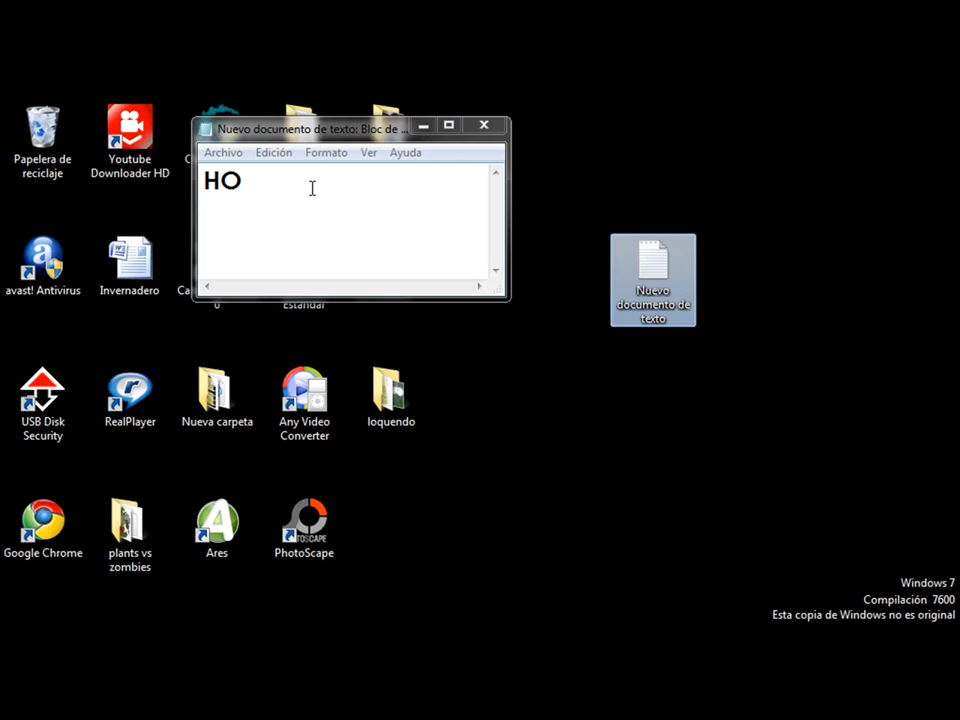 Nuevo documento de texto: Bloc de ...
Archivo Edición Formato Ver Ayuda
HO
Papelera de
reciclaje
Youtube
Downloader HD
Nuevo
documento de
texto
avast! Antivirus
Invernadero
Estándar
USB Disk
Security
RealPlayer
Nueva carpeta
Any Video
Converter
loquendo
Google Chrome
plants vs
zombies
Ares
PhotoScape
Windows 7
Compilación 7600
Esta copia de Windows no es original